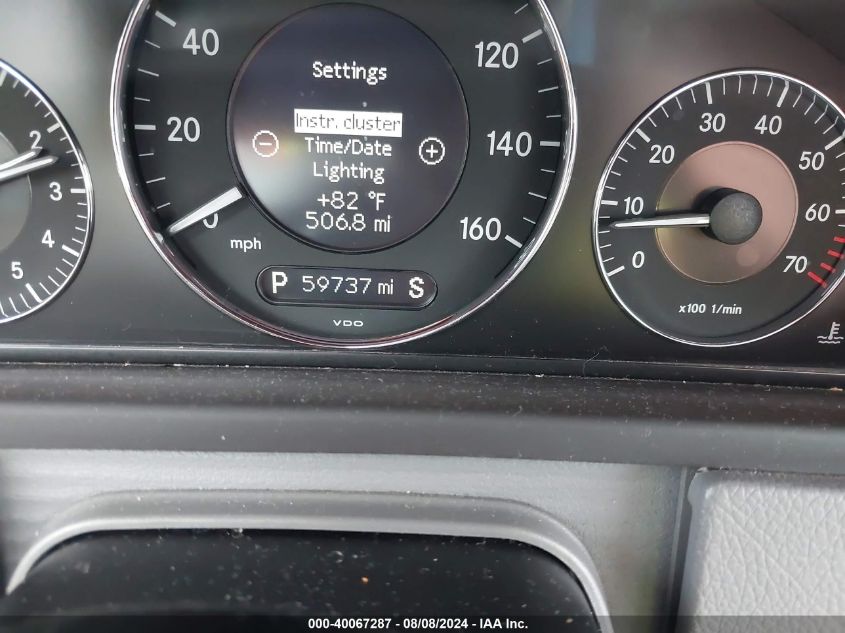 40
20
0
mph
120
140
160
Settings
Instr. cluster
Time/Date
Lighting
+82 °F
506.8 mi
P 59737 mi S
VDO
2
3
4
5
0
10
20
30
40
50
60
70
x100 1/min
000-40067287 - 08/08/2024 - IAA Inc.